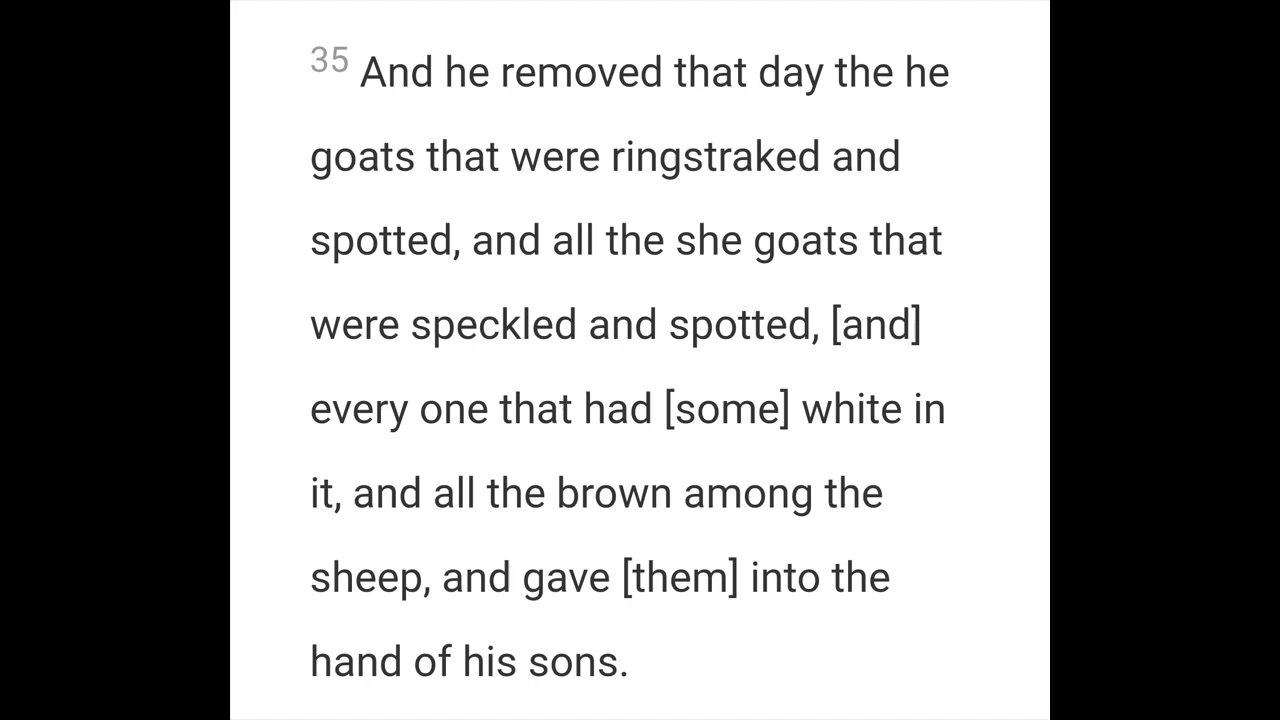 35 And he removed that day the he
goats that were ringstraked and
spotted, and all the she goats that
were speckled and spotted, [and]
every one that had [some] white in
it, and all the brown among the
sheep, and gave [them] into the
hand of his sons.